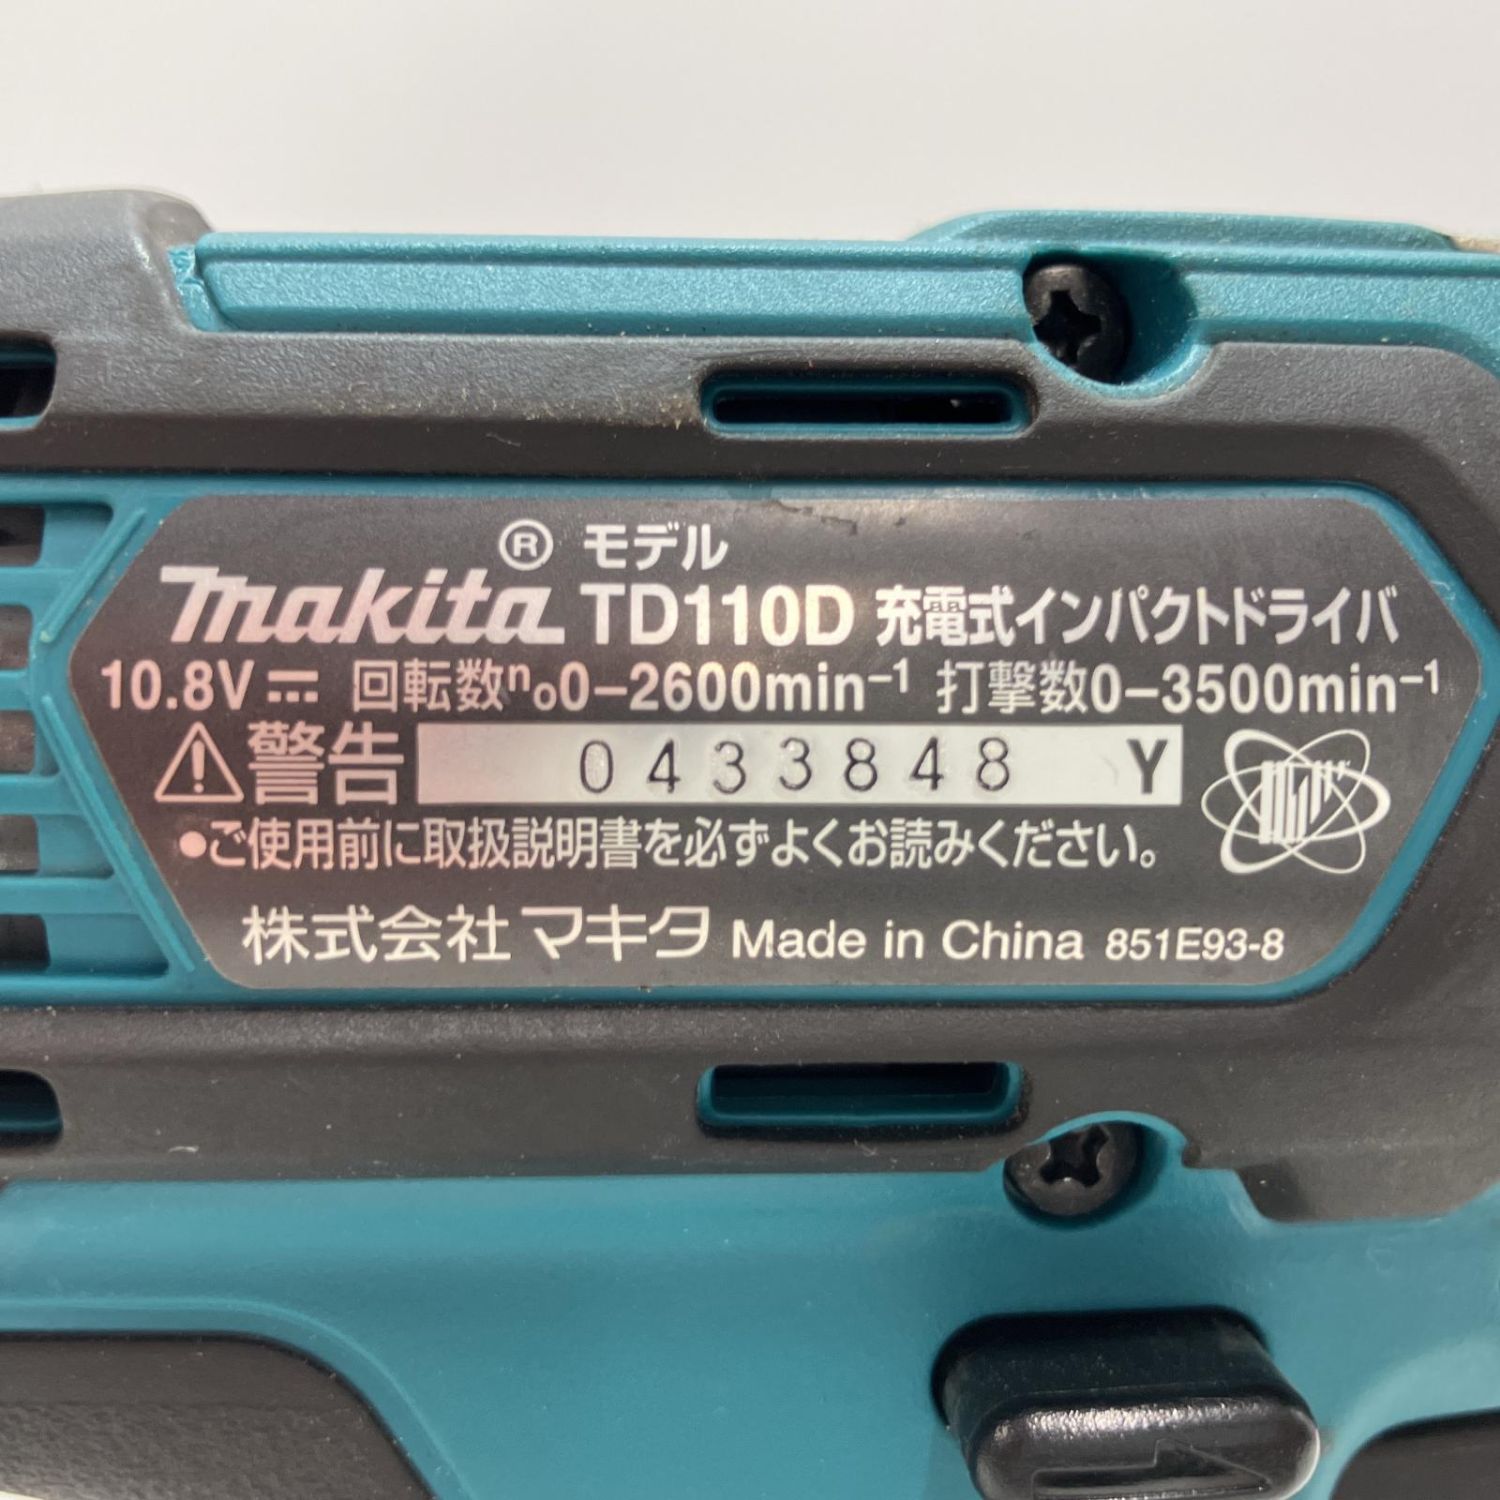 ® モデル
makita TD110D 充電式インパクトドライバ
10.8V⎓ 回転数n₀0−2600min⁻¹ 打撃数0−3500min⁻¹
⚠警告 0433848 Y
●ご使用前に取扱説明書を必ずよくお読みください。
株式会社マキタ Made in China 851E93-8